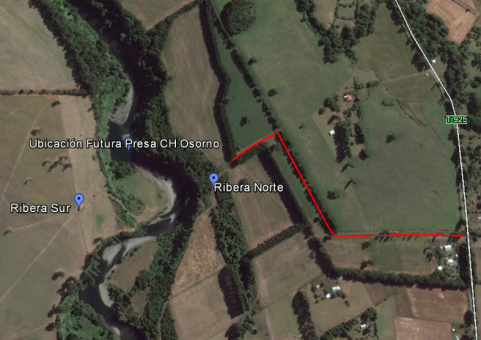 T-525
Ubicación Futura Presa CH Osorno
Ribera Norte
Ribera Sur